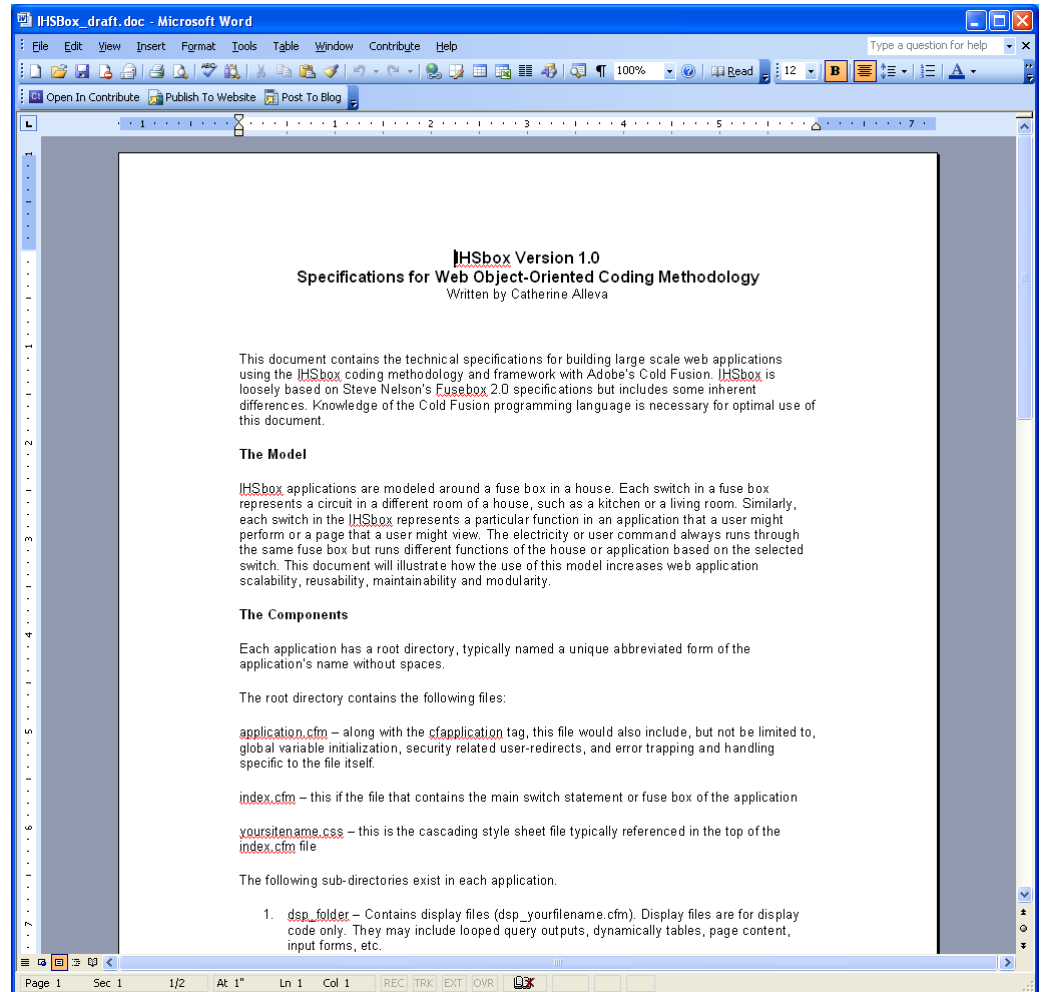 IHSBox_draft.doc - Microsoft Word
File Edit View Insert Format Tools Table Window Contribute Help Type a question for help
100% Read 12 B A
Open In Contribute Publish To Website Post To Blog
1 1 2 3 4 5 7
IHSbox Version 1.0
Specifications for Web Object-Oriented Coding Methodology
Written by Catherine Alleva
This document contains the technical specifications for building large scale web applications
using the IHSbox coding methodology and framework with Adobe's Cold Fusion. IHSbox is
loosely based on Steve Nelson's Fusebox 2.0 specifications but includes some inherent
differences. Knowledge of the Cold Fusion programming language is necessary for optimal use of
this document.
The Model
IHSbox applications are modeled around a fuse box in a house. Each switch in a fuse box
represents a circuit in a different room of a house, such as a kitchen or a living room. Similarly,
each switch in the IHSbox represents a particular function in an application that a user might
perform or a page that a user might view. The electricity or user command always runs through
the same fuse box but runs different functions of the house or application based on the selected
switch. This document will illustrate how the use of this model increases web application
scalability, reusability, maintainability and modularity.
The Components
Each application has a root directory, typically named a unique abbreviated form of the
application's name without spaces.
The root directory contains the following files:
application.cfm – along with the cfapplication tag, this file would also include, but not be limited to,
global variable initialization, security related user-redirects, and error trapping and handling
specific to the file itself.
index.cfm – this if the file that contains the main switch statement or fuse box of the application
yoursitename.css – this is the cascading style sheet file typically referenced in the top of the
index.cfm file
The following sub-directories exist in each application.
1. dsp_folder – Contains display files (dsp_yourfilename.cfm). Display files are for display
code only. They may include looped query outputs, dynamically tables, page content,
input forms, etc.
Page 1 Sec 1 1/2 At 1" Ln 1 Col 1 REC TRK EXT OVR